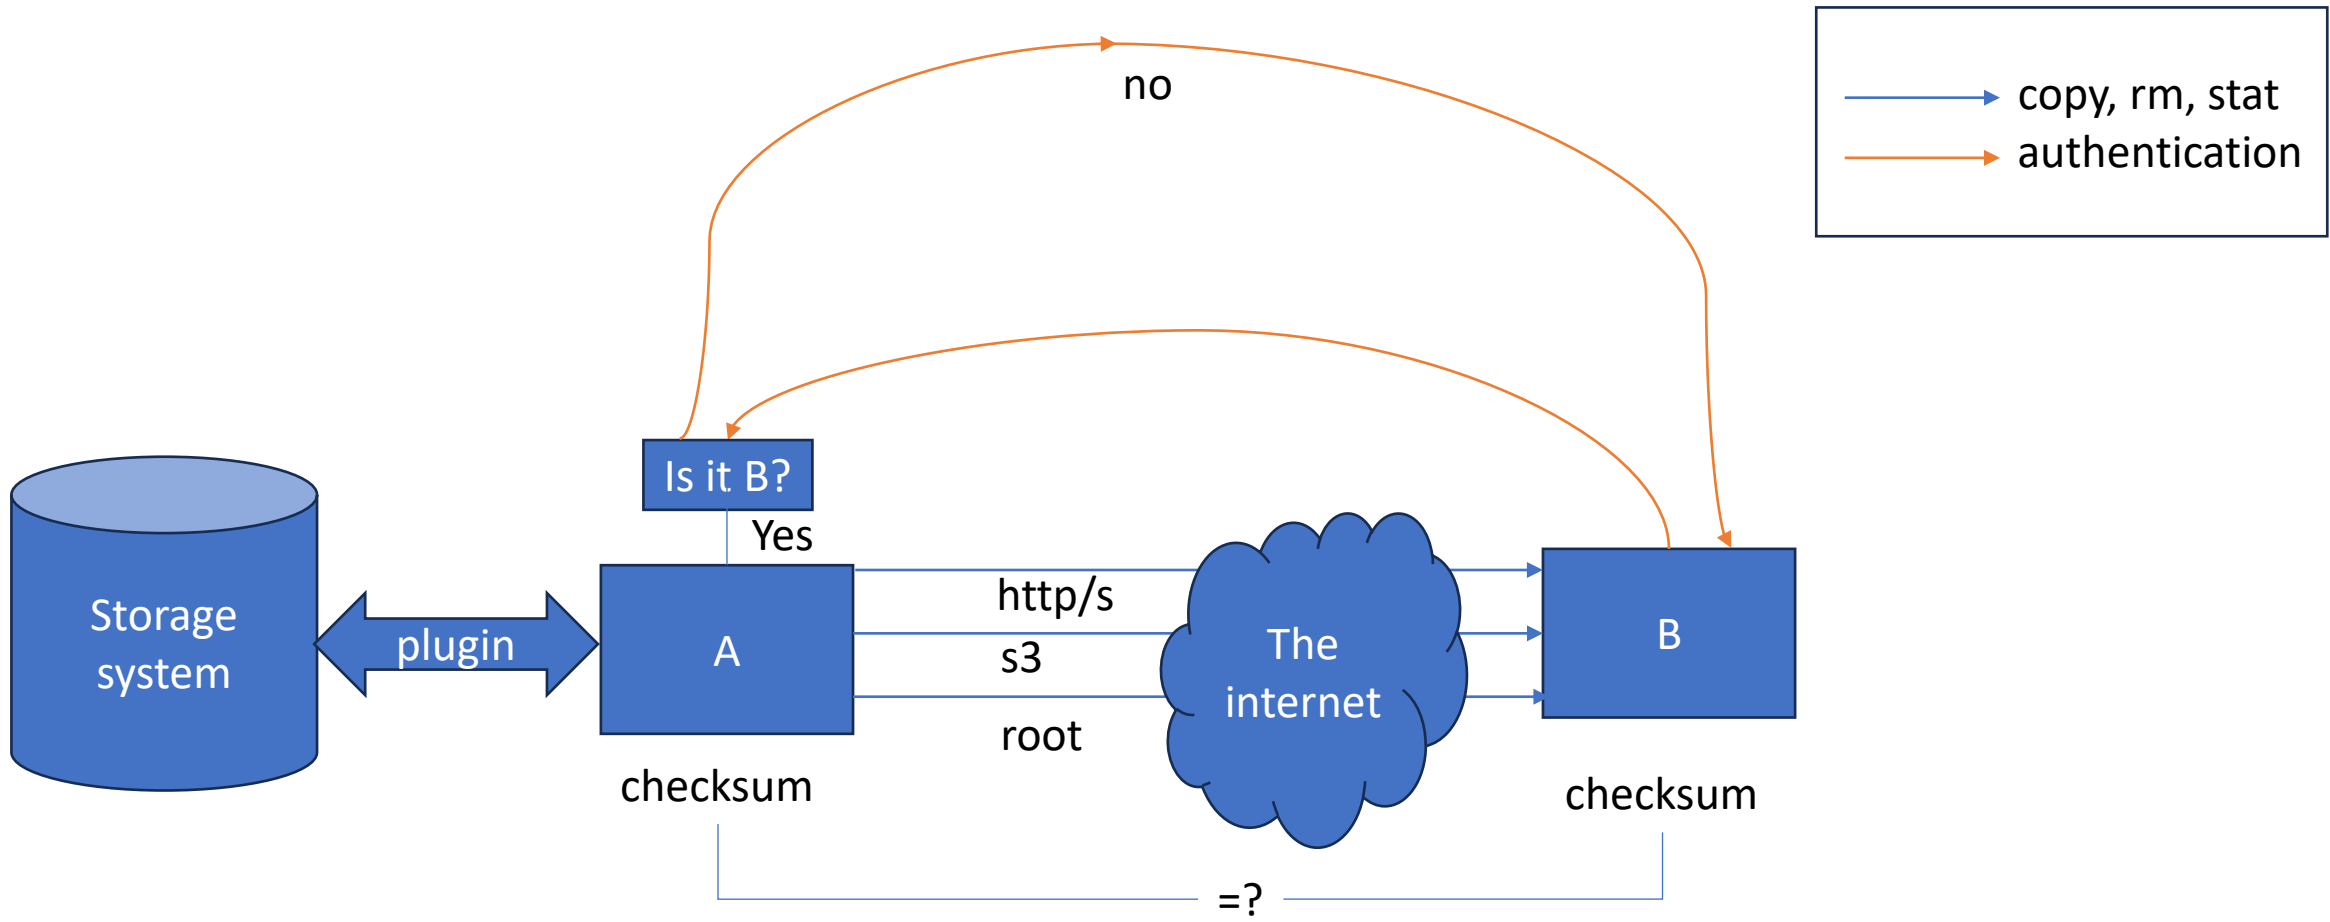 no
copy, rm, stat
authentication
Is it B?
Yes
Storage
system
plugin
A
http/s
s3
root
The
internet
B
checksum
checksum
=?